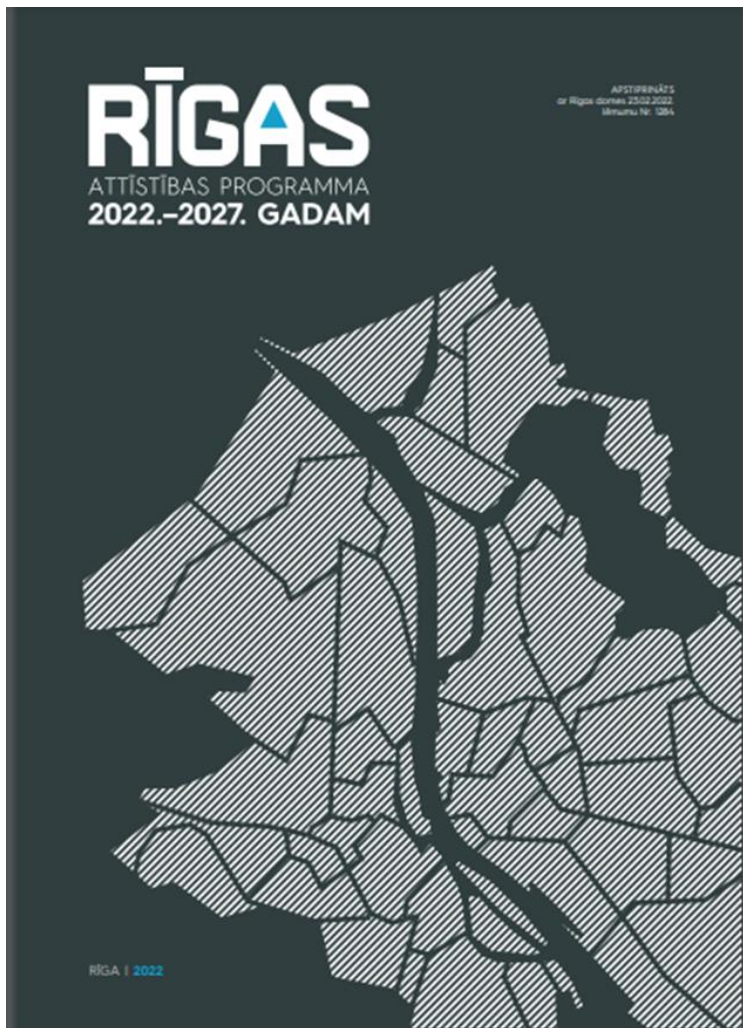 RĪGAS
ATTĪSTĪBAS PROGRAMMA
2022.–2027. GADAM
APSTIPRINĀTS
ar Rīgas domes 23.02.2022.
lēmumu Nr. 1284
RĪGA | 2022